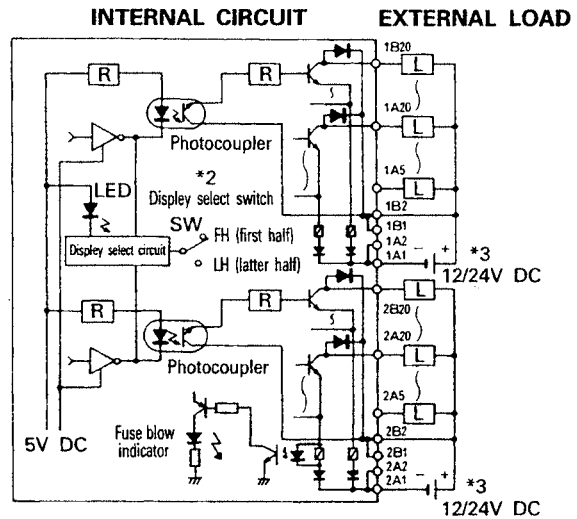 INTERNAL CIRCUIT
EXTERNAL LOAD
1B20
R
R
L
1A20
L
Photocoupler
1A5
L
*2
LED
Display select switch
1B2
SW
FH (first half)
1B1
1A2
Display select circuit
1A1
− +
*3
LH (latter half)
12/24V DC
R
R
L
2B20
2A20
L
Photocoupler
2A5
L
5V DC
Fuse blow
indicator
2B2
2B1
2A2
2A1
− +
*3
12/24V DC